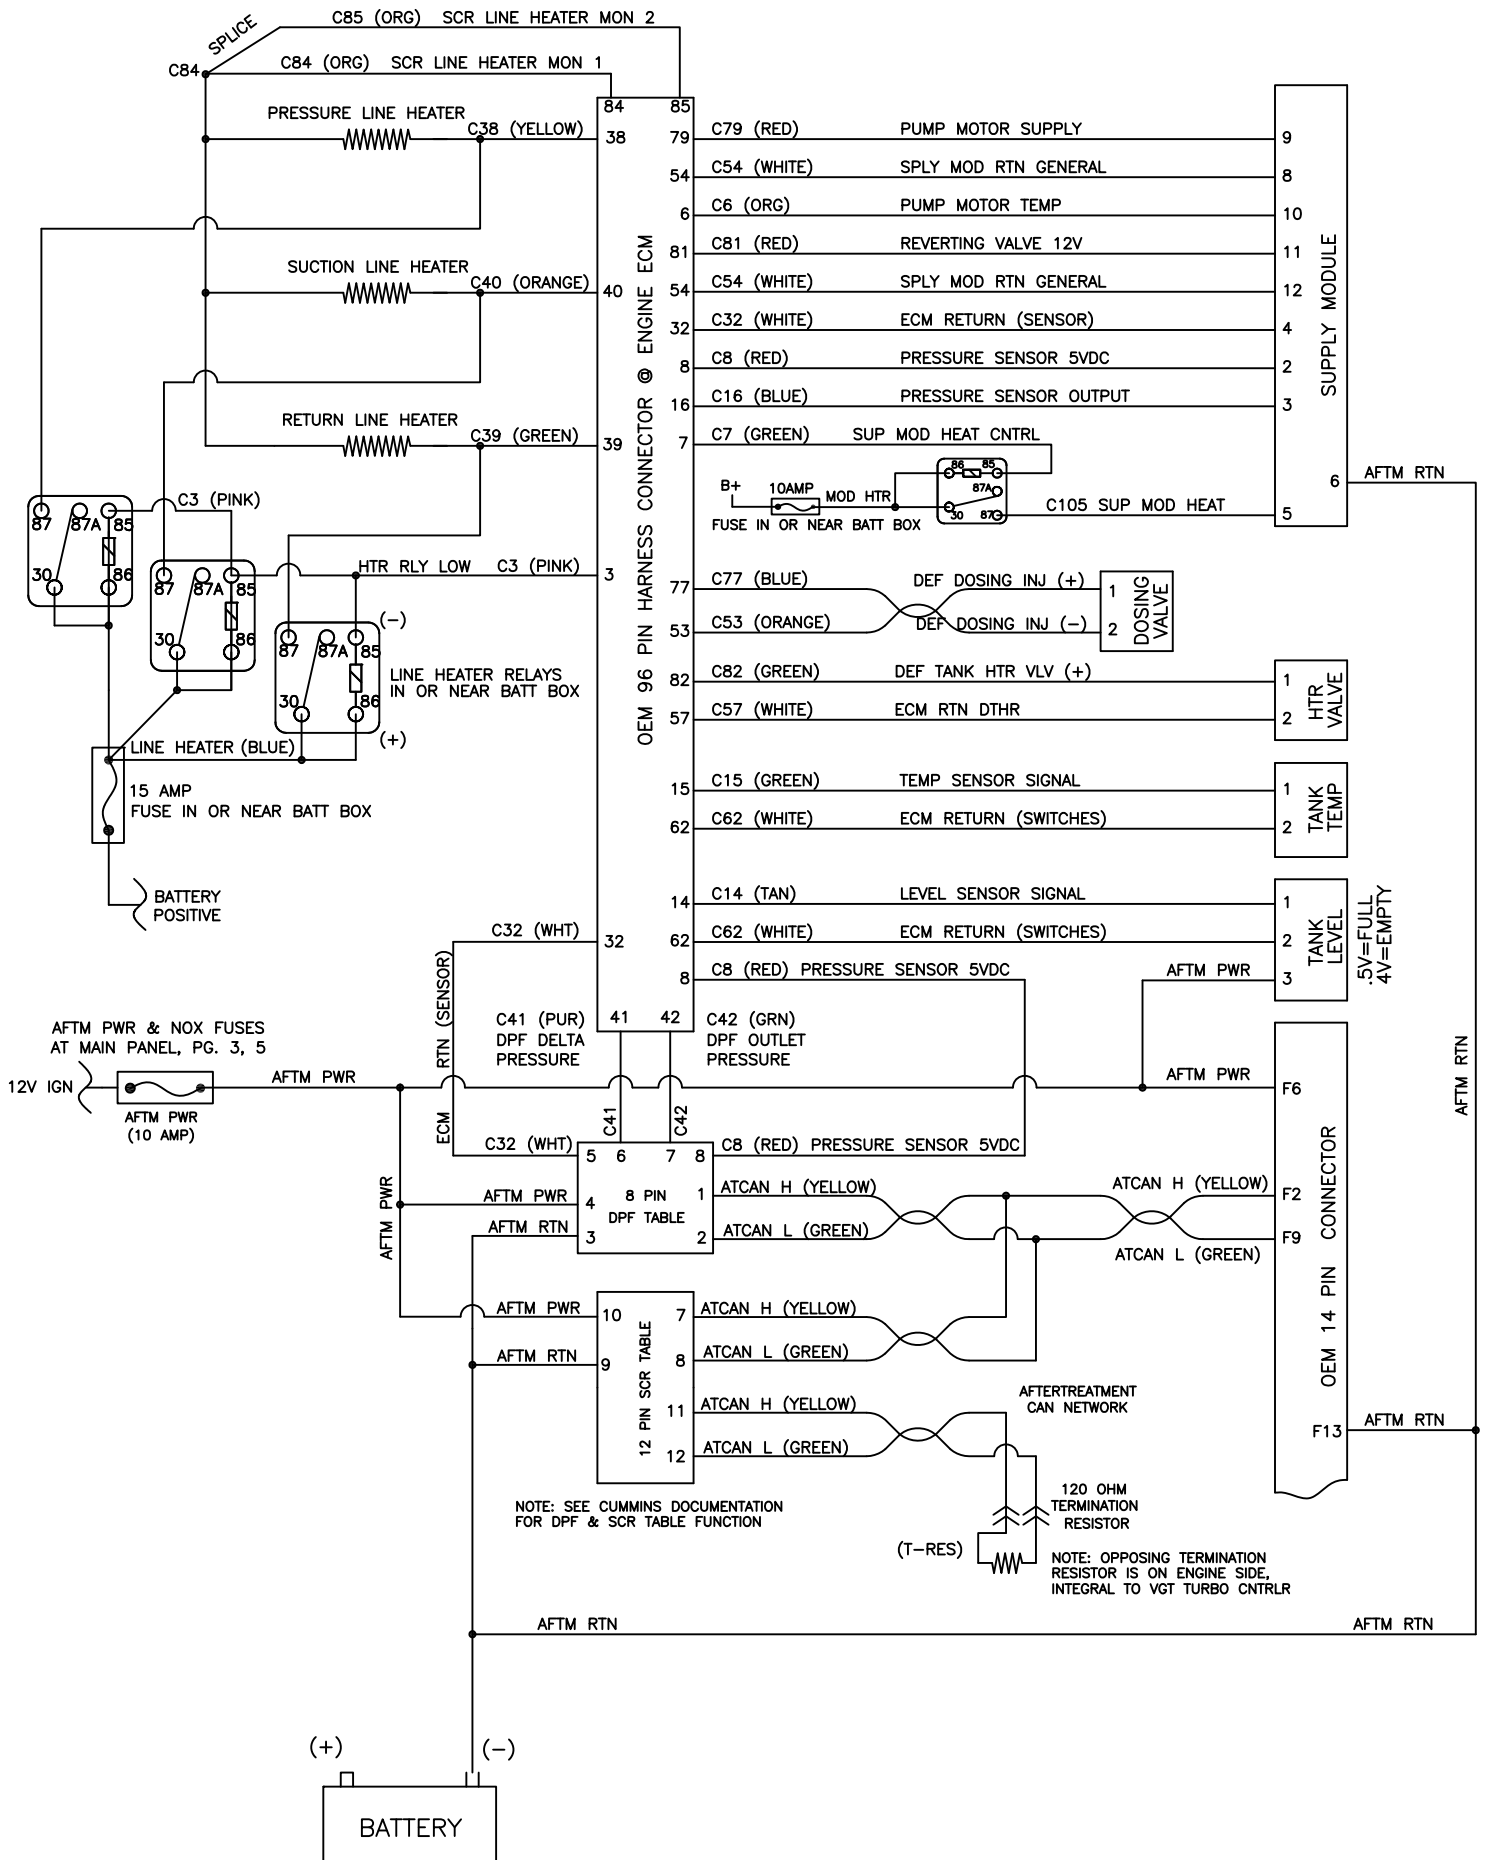 C85 (ORG) SCR LINE HEATER MON 2
SPLICE
C84
C84 (ORG) SCR LINE HEATER MON 1
84
85
PRESSURE LINE HEATER
C38 (YELLOW)
38
SUCTION LINE HEATER
C40 (ORANGE)
40
RETURN LINE HEATER
C39 (GREEN)
39
C3 (PINK)
87
87A
85
30
86
87
87A
85
30
86
HTR RLY LOW
C3 (PINK)
3
(-)
87
87A
85
30
86
(+)
LINE HEATER RELAYS
IN OR NEAR BATT BOX
LINE HEATER (BLUE)
15 AMP
FUSE IN OR NEAR BATT BOX
BATTERY
POSITIVE
OEM 96 PIN HARNESS CONNECTOR @ ENGINE ECM
79
C79 (RED)
PUMP MOTOR SUPPLY
9
54
C54 (WHITE)
SPLY MOD RTN GENERAL
8
6
C6 (ORG)
PUMP MOTOR TEMP
10
81
C81 (RED)
REVERTING VALVE 12V
11
54
C54 (WHITE)
SPLY MOD RTN GENERAL
12
32
C32 (WHITE)
ECM RETURN (SENSOR)
4
8
C8 (RED)
PRESSURE SENSOR 5VDC
2
16
C16 (BLUE)
PRESSURE SENSOR OUTPUT
3
7
C7 (GREEN)
SUP MOD HEAT CNTRL
SUPPLY MODULE
B+
10AMP
MOD HTR
FUSE IN OR NEAR BATT BOX
86
85
87A
30
87
C105 SUP MOD HEAT
5
6
AFTM RTN
77
C77 (BLUE)
DEF DOSING INJ (+)
1
53
C53 (ORANGE)
DEF DOSING INJ (-)
2
DOSING
VALVE
82
C82 (GREEN)
DEF TANK HTR VLV (+)
1
57
C57 (WHITE)
ECM RTN DTHR
2
HTR
VALVE
15
C15 (GREEN)
TEMP SENSOR SIGNAL
1
62
C62 (WHITE)
ECM RETURN (SWITCHES)
2
TANK
TEMP
14
C14 (TAN)
LEVEL SENSOR SIGNAL
1
62
C62 (WHITE)
ECM RETURN (SWITCHES)
2
8
C8 (RED) PRESSURE SENSOR 5VDC
AFTM PWR
3
TANK
LEVEL
.5V=FULL
4V=EMPTY
C32 (WHT)
32
ECM RTN (SENSOR)
41
42
C41 (PUR)
DPF DELTA
PRESSURE
C42 (GRN)
DPF OUTLET
PRESSURE
AFTM PWR & NOX FUSES
AT MAIN PANEL, PG. 3, 5
12V IGN
AFTM PWR
(10 AMP)
AFTM PWR
AFTM PWR
F6
AFTM RTN
C41
C42
C32 (WHT)
5
6
7
8
C8 (RED) PRESSURE SENSOR 5VDC
AFTM PWR
AFTM PWR
4
8 PIN
DPF TABLE
1
ATCAN H (YELLOW)
ATCAN H (YELLOW)
F2
AFTM RTN
3
2
ATCAN L (GREEN)
ATCAN L (GREEN)
F9
OEM 14 PIN CONNECTOR
AFTM PWR
10
7
ATCAN H (YELLOW)
AFTM RTN
9
8
ATCAN L (GREEN)
12 PIN SCR TABLE
11
ATCAN H (YELLOW)
12
ATCAN L (GREEN)
AFTERTREATMENT
CAN NETWORK
F13
AFTM RTN
NOTE: SEE CUMMINS DOCUMENTATION
FOR DPF & SCR TABLE FUNCTION
120 OHM
TERMINATION
RESISTOR
(T-RES)
NOTE: OPPOSING TERMINATION
RESISTOR IS ON ENGINE SIDE,
INTEGRAL TO VGT TURBO CNTRLR
AFTM RTN
AFTM RTN
(+)
(-)
BATTERY